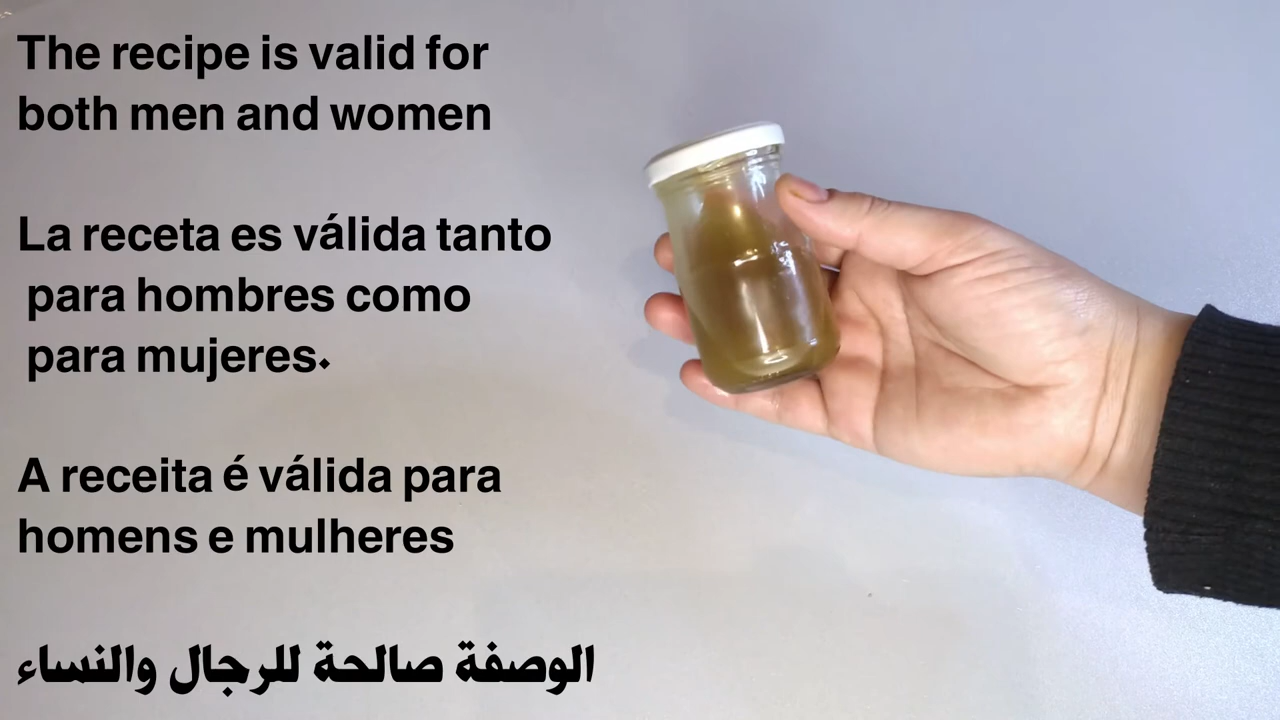 The recipe is valid for
both men and women
La receta es válida tanto
para hombres como
para mujeres.
A receita é válida para
homens e mulheres
الوصفة صالحة للرجال والنساء